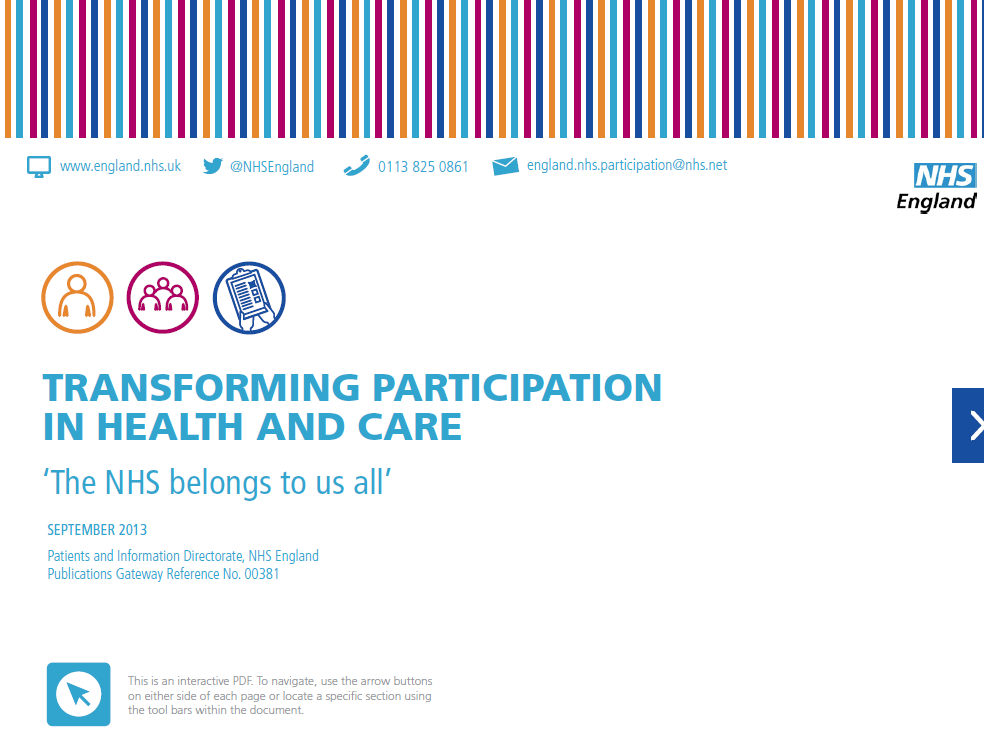 www.england.nhs.uk
@NHSEngland
0113 825 0861
england.nhs.participation@nhs.net
NHS
England
TRANSFORMING PARTICIPATION
IN HEALTH AND CARE
‘The NHS belongs to us all’
SEPTEMBER 2013
Patients and Information Directorate, NHS England
Publications Gateway Reference No. 00381
This is an interactive PDF. To navigate, use the arrow buttons
on either side of each page or locate a specific section using
the tool bars within the document.